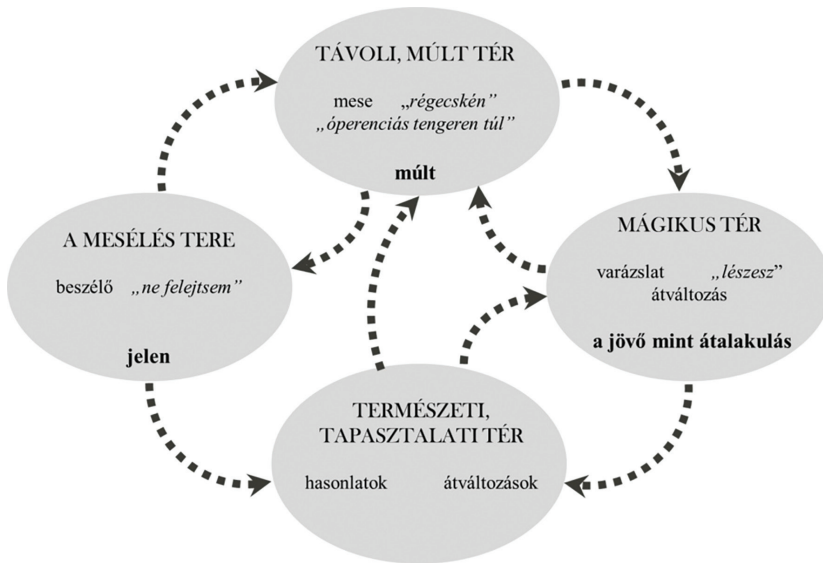 TÁVOLI, MÚLT TÉR
mese „régecskén”
„óperenciás tengeren túl”
múlt
A MESÉLÉS TERE
beszélő „ne felejtsem”
jelen
MÁGIKUS TÉR
varázslat „lészesz”
átváltozás
a jövő mint átalakulás
TERMÉSZETI,
TAPASZTALATI TÉR
hasonlatok átváltozások